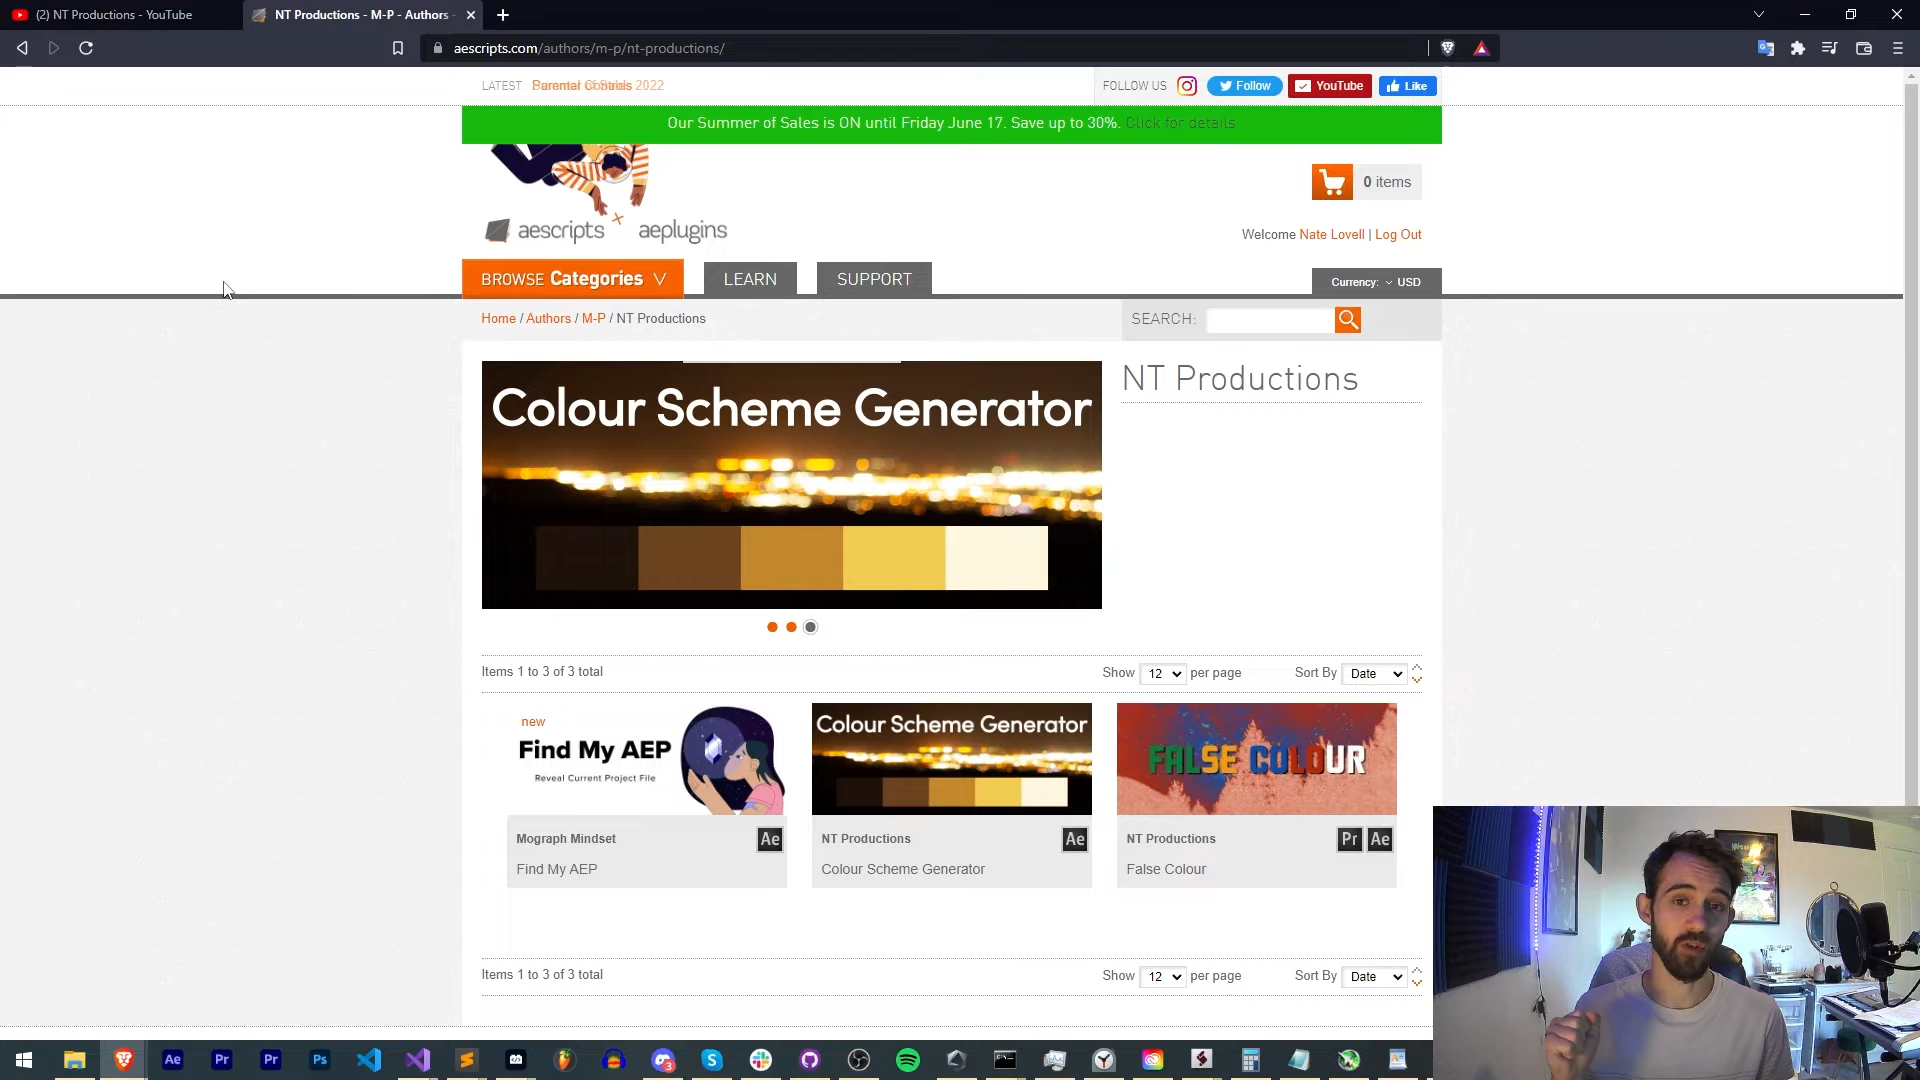 (2) NT Productions - YouTube
NT Productions - M-P - Authors -
aescripts.com/authors/m-p/nt-productions/
LATEST
FOLLOW US
Follow
YouTube
Like
Our Summer of Sales is ON until Friday June 17. Save up to 30%. Click for details
0 items
aescripts + aeplugins
Welcome Nate Lovell | Log Out
BROWSE Categories
LEARN
SUPPORT
Currency: USD
Home / Authors / M-P / NT Productions
SEARCH:
Colour Scheme Generator
NT Productions
Items 1 to 3 of 3 total
Show 12 per page
Sort By Date
new
Find My AEP
Reveal Current Project File
Colour Scheme Generator
FALSE COLOUR
Mograph Mindset
Ae
NT Productions
Ae
NT Productions
Pr Ae
Find My AEP
Colour Scheme Generator
False Colour
Items 1 to 3 of 3 total
Show 12 per page
Sort By Date
Ae
Pr
Pr
Ps
3
S